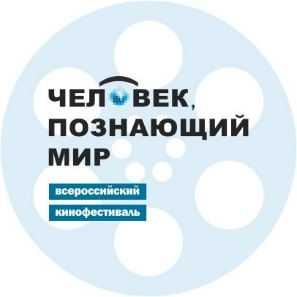 ЧЕЛОВЕК,
ПОЗНАЮЩИЙ
МИР
всероссийский
кинофестиваль